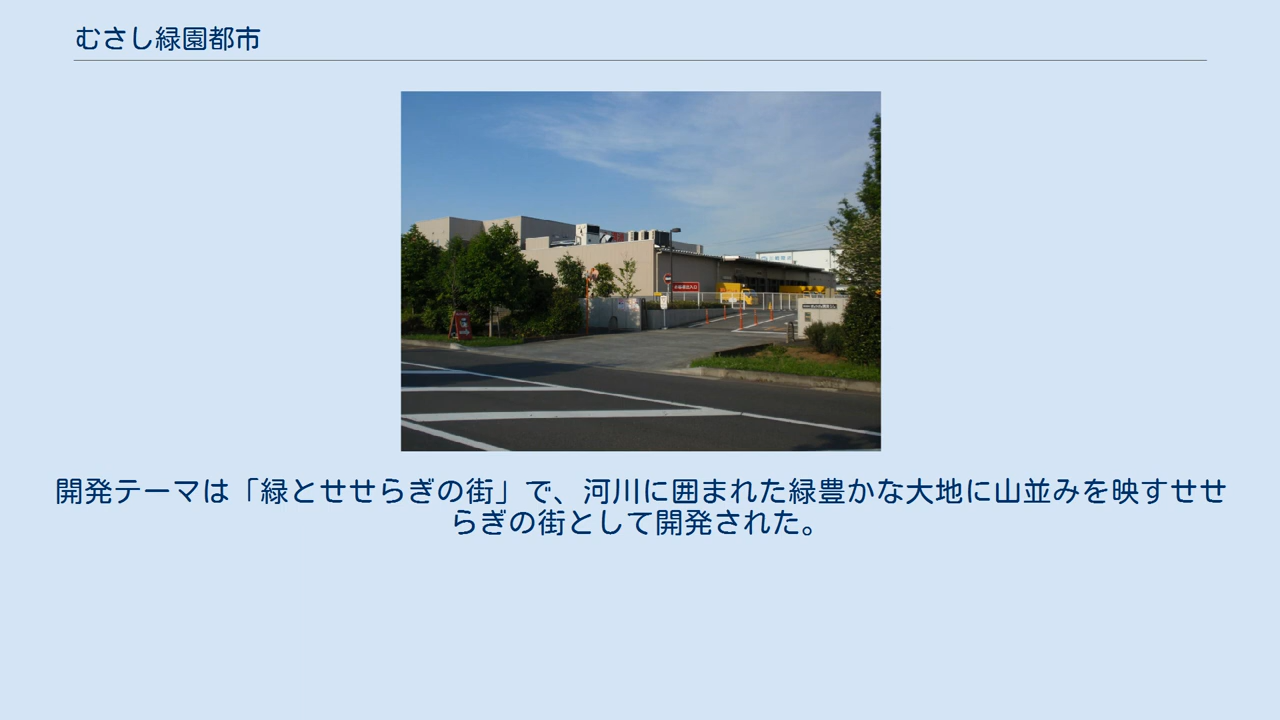 むさし緑園都市
開発テーマは「緑とせせらぎの街」で、河川に囲まれた緑豊かな大地に山並みを映すせせ
らぎの街として開発された。